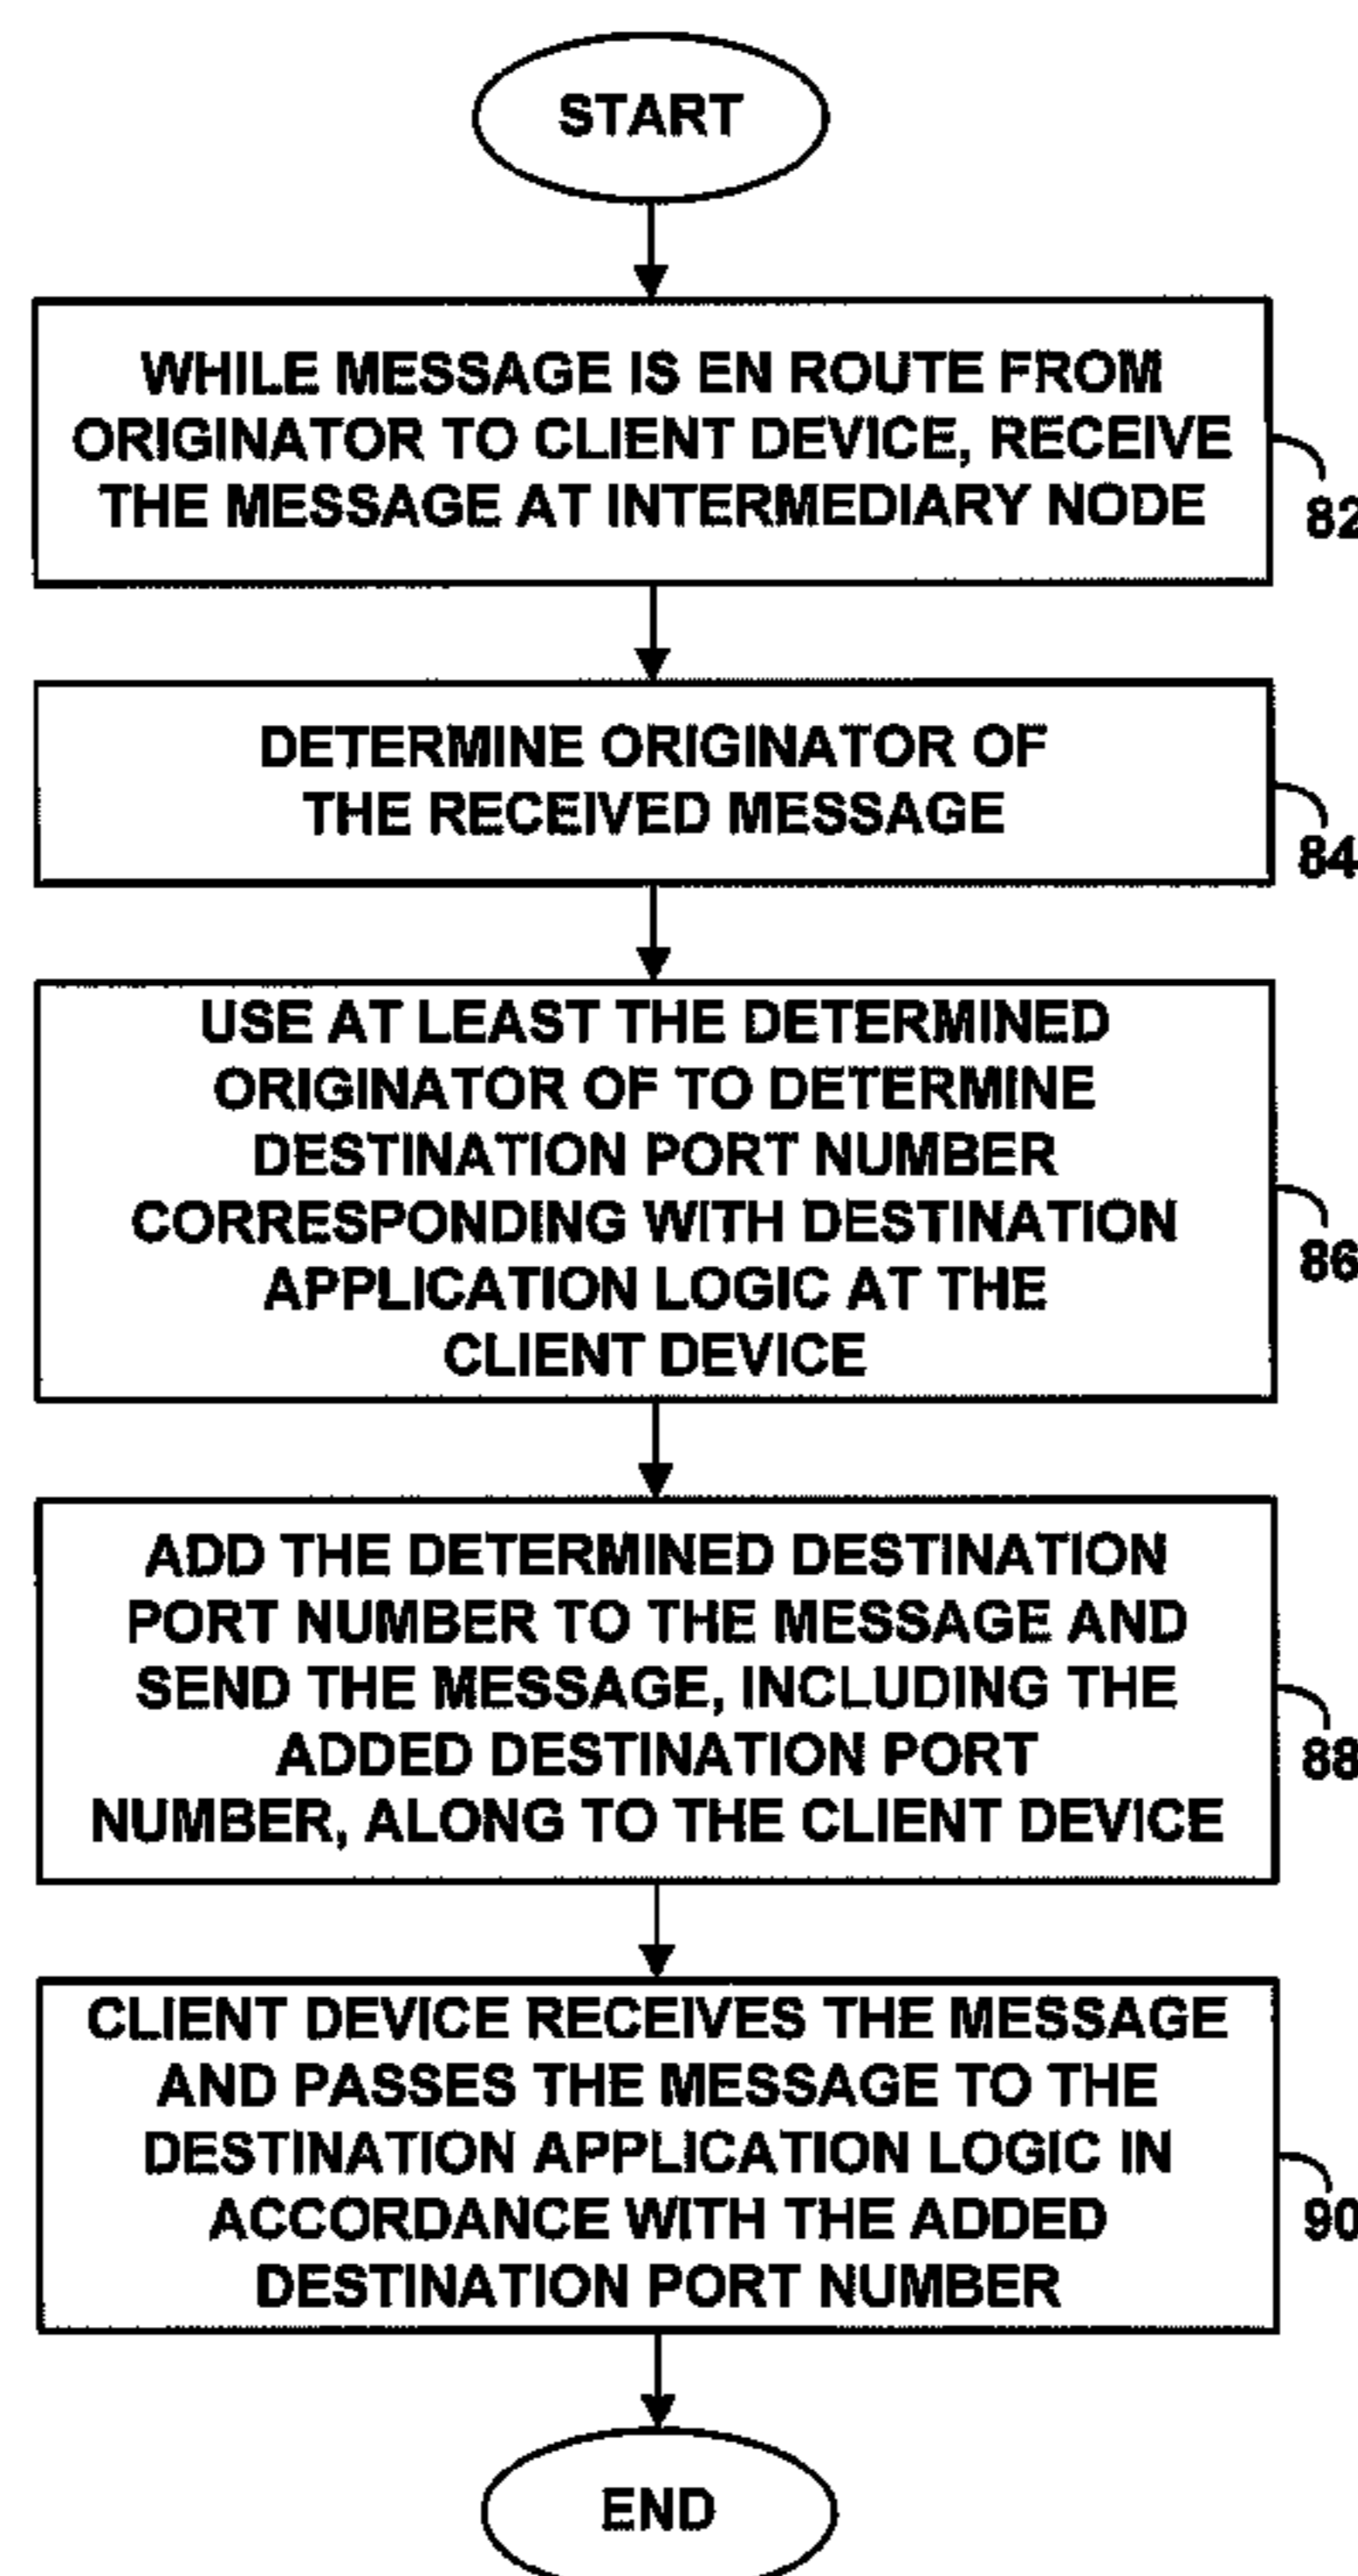 START
WHILE MESSAGE IS EN ROUTE FROM
ORIGINATOR TO CLIENT DEVICE, RECEIVE
THE MESSAGE AT INTERMEDIARY NODE
82
DETERMINE ORIGINATOR OF
THE RECEIVED MESSAGE
84
USE AT LEAST THE DETERMINED
ORIGINATOR OF TO DETERMINE
DESTINATION PORT NUMBER
CORRESPONDING WITH DESTINATION
APPLICATION LOGIC AT THE
CLIENT DEVICE
86
ADD THE DETERMINED DESTINATION
PORT NUMBER TO THE MESSAGE AND
SEND THE MESSAGE, INCLUDING THE
ADDED DESTINATION PORT
NUMBER, ALONG TO THE CLIENT DEVICE
88
CLIENT DEVICE RECEIVES THE MESSAGE
AND PASSES THE MESSAGE TO THE
DESTINATION APPLICATION LOGIC IN
ACCORDANCE WITH THE ADDED
DESTINATION PORT NUMBER
90
END